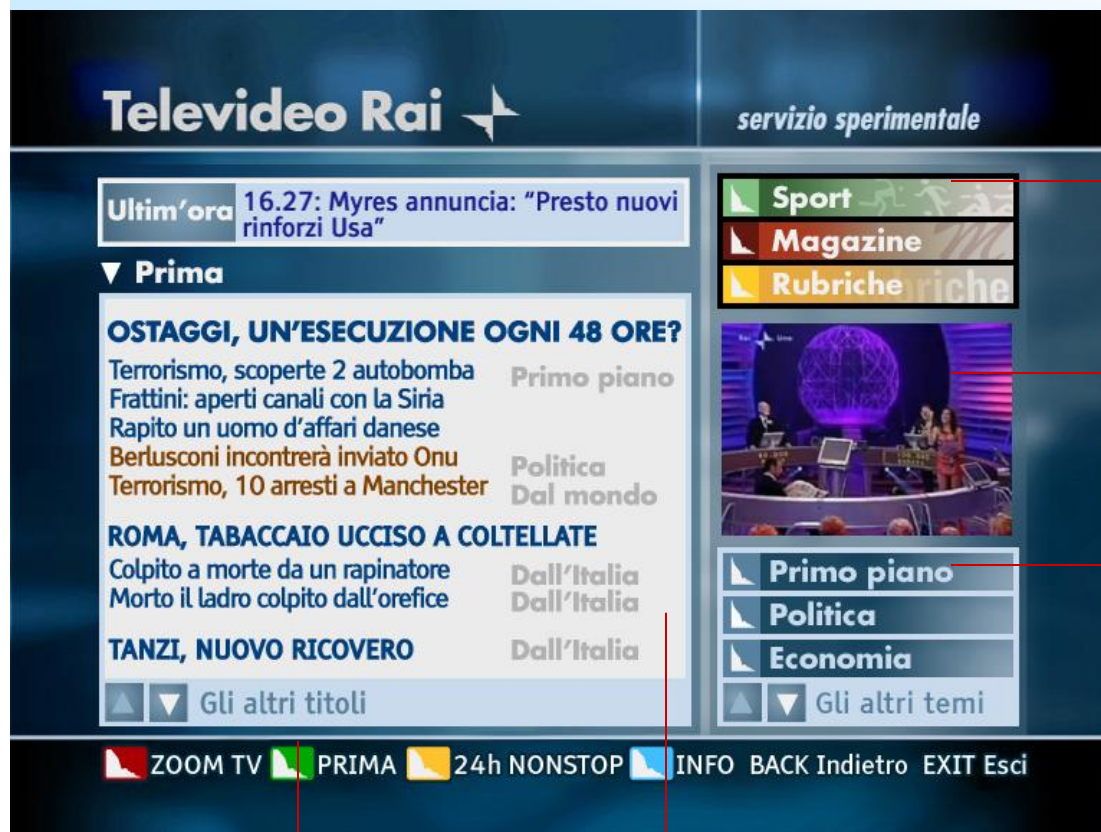 Televideo Rai
servizio sperimentale
Ultim'ora
16.27: Myres annuncia: "Presto nuovi
rinforzi Usa"
Prima
OSTAGGI, UN'ESECUZIONE OGNI 48 ORE?
Terrorismo, scoperte 2 autobomba Primo piano
Frattini: aperti canali con la Siria
Rapito un uomo d'affari danese
Berlusconi incontrerà inviato Onu Politica
Terrorismo, 10 arresti a Manchester Dal mondo
ROMA, TABACCAIO UCCISO A COLTELLATE
Colpito a morte da un rapinatore Dall'Italia
Morto il ladro colpito dall'orefice Dall'Italia
TANZI, NUOVO RICOVERO Dall'Italia
Gli altri titoli
Sport
Magazine
Rubriche
Rai Uno
Primo piano
Politica
Economia
Gli altri temi
ZOOM TV PRIMA 24h NONSTOP INFO BACK Indietro EXIT Esci